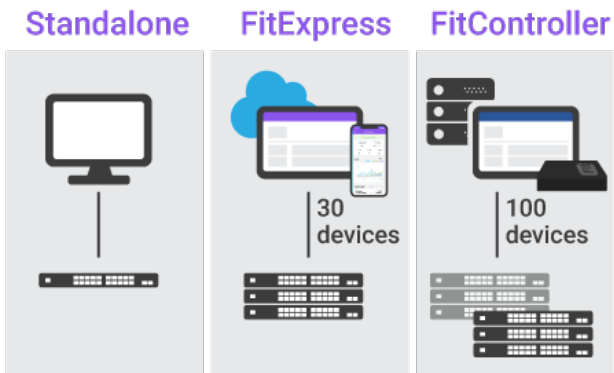 Standalone
FitExpress
FitController
30
devices
100
devices